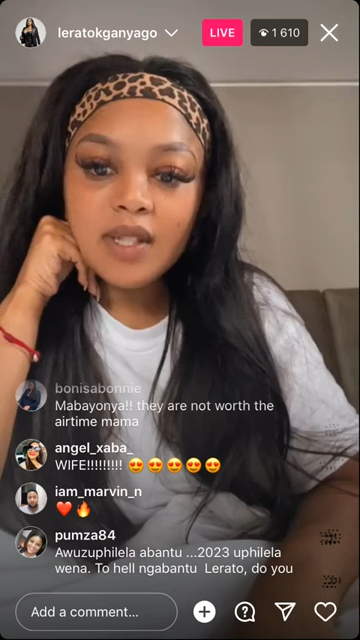 leratokganyago
LIVE
1 610
bonisabonnie
Mabayonya!! they are not worth the
airtime mama
angel_xaba_
WIFE!!!!!!!!! 😍😍😍😍😍
iam_marvin_n
❤️🔥
pumza84
Awuzuphilela abantu ...2023 uphilela
wena. To hell ngabantu Lerato, do you
Add a comment...